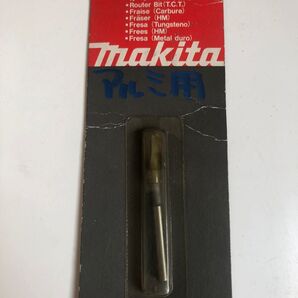 • Router Bit (T.C.T.)
• Fraise (Carbure)
• Fräser (HM)
• Fresa (Tungsteno)
• Frees (HM)
• Fresa (Metal duro)
makita
アルミ用